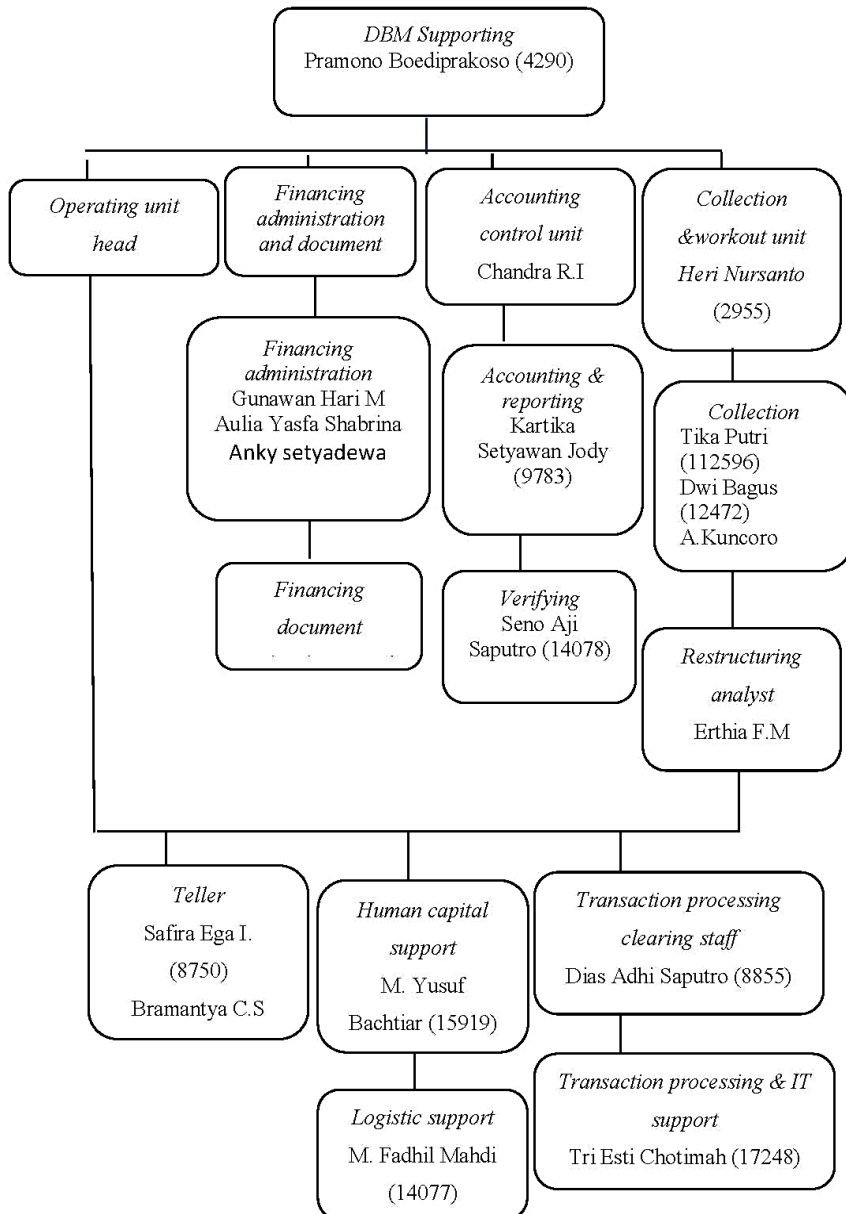 DBM Supporting
Pramono Boediprakoso (4290)
Operating unit
head
Financing
administration
and document
Accounting
control unit
Chandra R.I
Collection
&workout unit
Heri Nursanto
(2955)
Financing
administration
Gunawan Hari M
Aulia Yasfa Shabrina
Anky setyadewa
Accounting &
reporting
Kartika
Setyawan Jody
(9783)
Collection
Tika Putri
(112596)
Dwi Bagus
(12472)
A.Kuncoro
Financing
document
Verifying
Seno Aji
Saputro (14078)
Restructuring
analyst
Erthia F.M
Teller
Safira Ega I.
(8750)
Bramantya C.S
Human capital
support
M. Yusuf
Bachtiar (15919)
Transaction processing
clearing staff
Dias Adhi Saputro (8855)
Logistic support
M. Fadhil Mahdi
(14077)
Transaction processing & IT
support
Tri Esti Chotimah (17248)